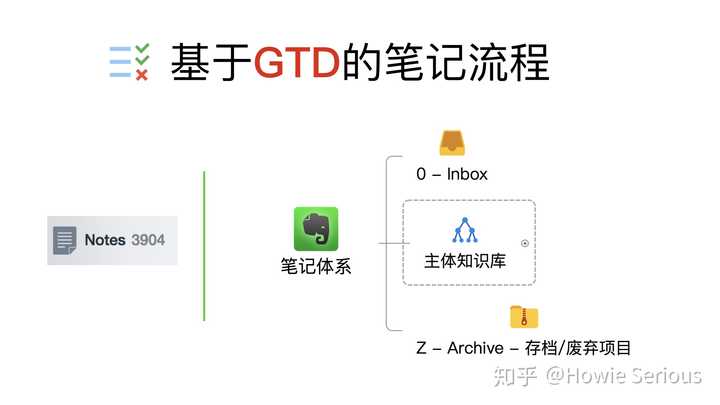 基于GTD的笔记流程
0 – Inbox
Notes 3904
笔记体系
主体知识库
Z – Archive – 存档/废弃项目
知乎 @Howie Serious